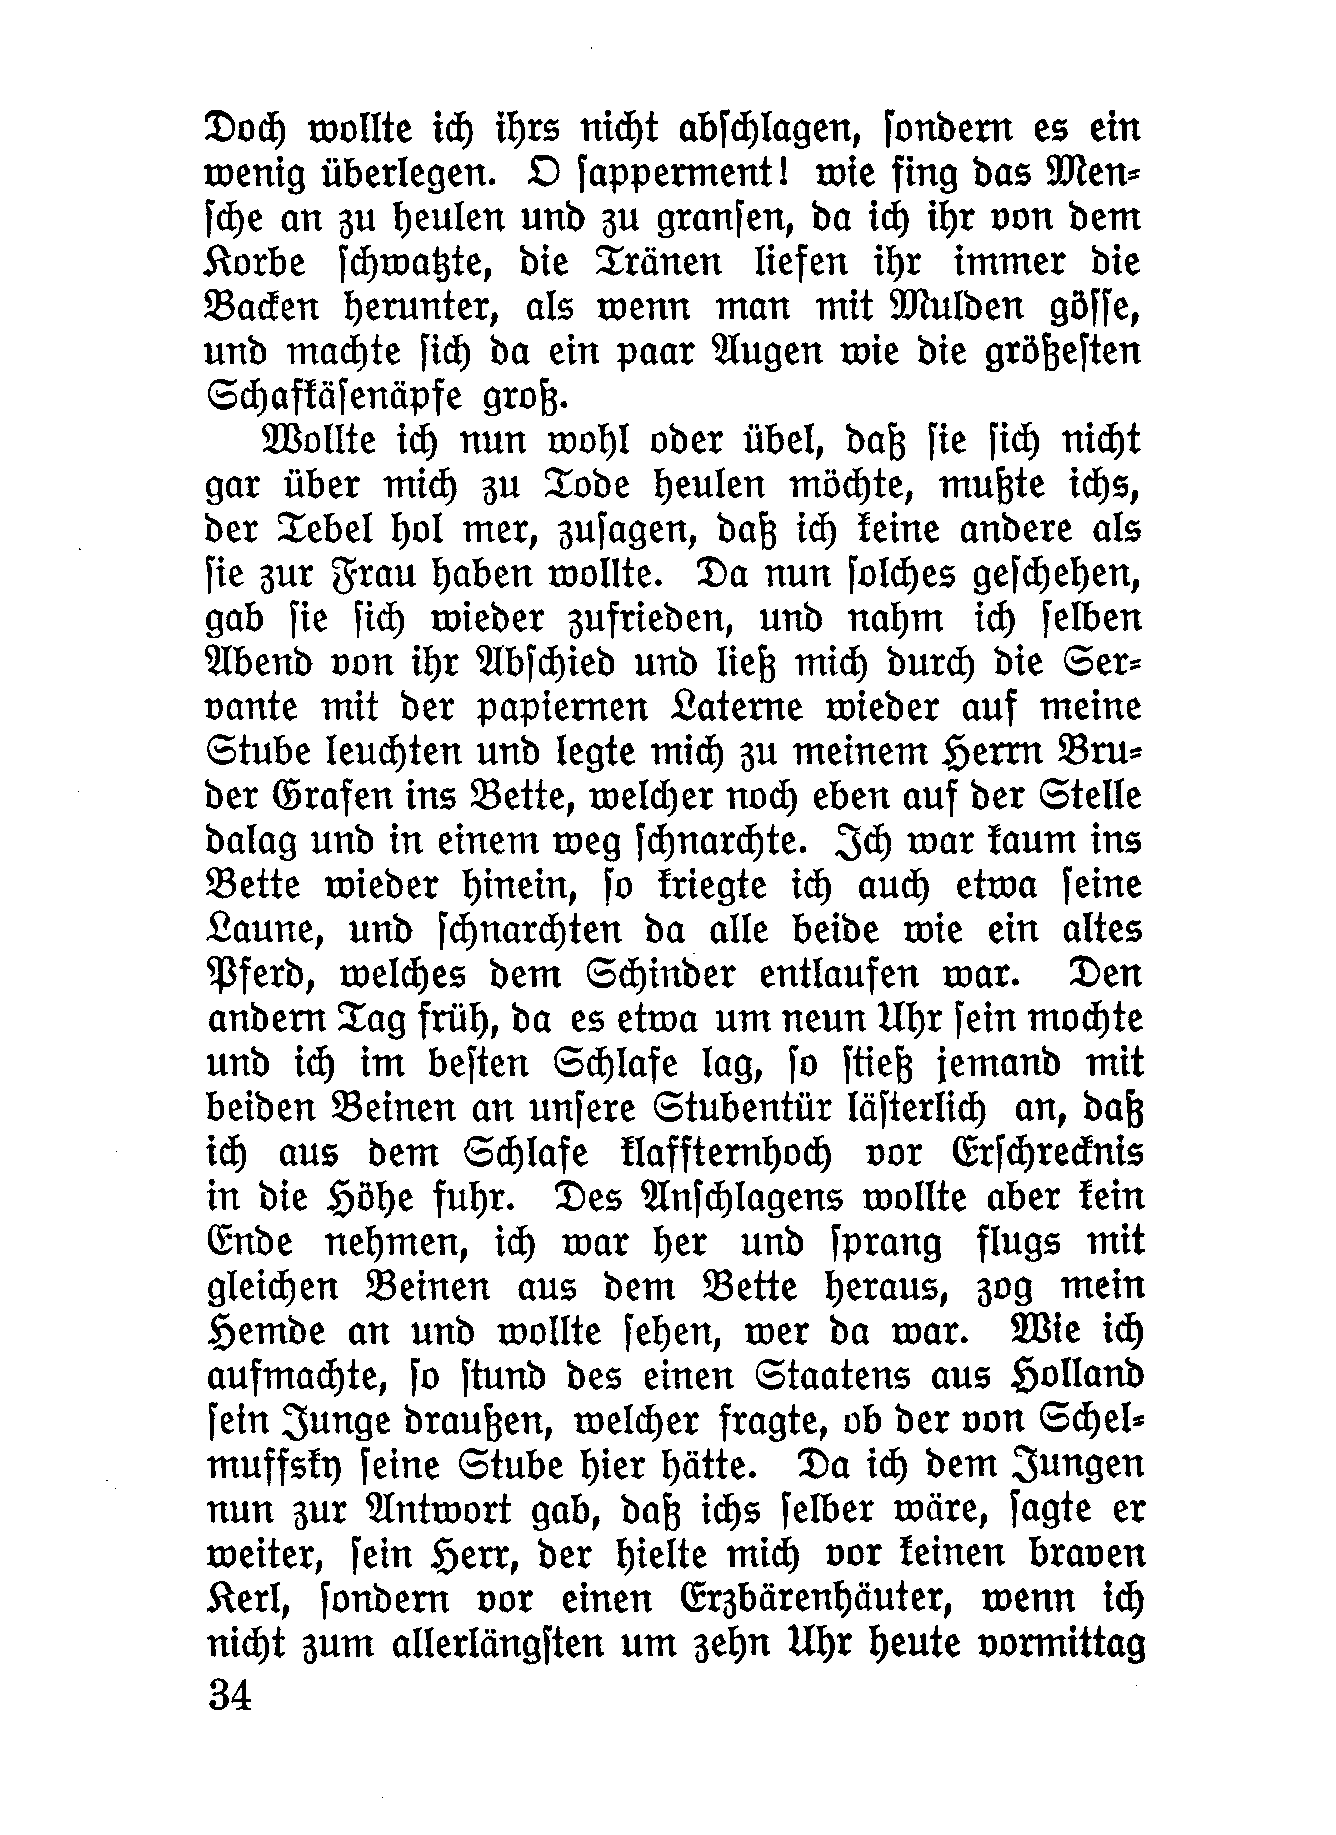 Doch wollte ich ihrs nicht abschlagen, sondern es ein
wenig überlegen. O sapperment! wie fing das Men-
sche an zu heulen und zu gransen, da ich ihr von dem
Korbe schwatzte, die Tränen liefen ihr immer die
Backen herunter, als wenn man mit Mulden gösse,
und machte sich da ein paar Augen wie die größesten
Schafkäsenäpfe groß.
Wollte ich nun wohl oder übel, daß sie sich nicht
gar über mich zu Tode heulen möchte, mußte ichs,
der Tebel hol mer, zusagen, daß ich keine andere als
sie zur Frau haben wollte. Da nun solches geschehen,
gab sie sich wieder zufrieden, und nahm ich selben
Abend von ihr Abschied und ließ mich durch die Ser-
vante mit der papiernen Laterne wieder auf meine
Stube leuchten und legte mich zu meinem Herrn Bru-
der Grafen ins Bette, welcher noch eben auf der Stelle
dalag und in einem weg schnarchte. Ich war kaum ins
Bette wieder hinein, so kriegte ich auch etwa seine
Laune, und schnarchten da alle beide wie ein altes
Pferd, welches dem Schinder entlaufen war. Den
andern Tag früh, da es etwa um neun Uhr sein mochte
und ich im besten Schlafe lag, so stieß jemand mit
beiden Beinen an unsere Stubentür lästerlich an, daß
ich aus dem Schlafe klaffternhoch vor Erschrecknis
in die Höhe fuhr. Des Anschlagens wollte aber kein
Ende nehmen, ich war her und sprang flugs mit
gleichen Beinen aus dem Bette heraus, zog mein
Hemde an und wollte sehen, wer da war. Wie ich
aufmachte, so stund des einen Staatens aus Holland
sein Junge draußen, welcher fragte, ob der von Schel-
muffsky seine Stube hier hätte. Da ich dem Jungen
nun zur Antwort gab, daß ichs selber wäre, sagte er
weiter, sein Herr, der hielte mich vor keinen braven
Kerl, sondern vor einen Erzbärenhäuter, wenn ich
nicht zum allerlängsten um zehn Uhr heute vormittag
34